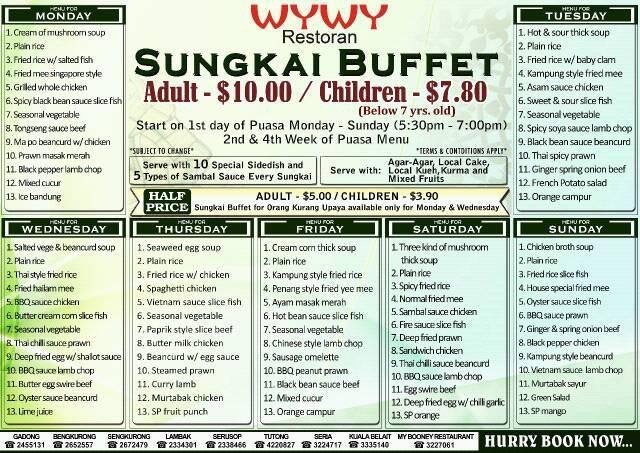 WYWY
Restoran
SUNGKAI BUFFET
Adult - $10.00 / Children - $7.80
(Below 7 yrs. old)
Start on 1st day of Puasa Monday - Sunday (5:30pm - 7:00pm)
2nd & 4th Week of Puasa Menu
*SUBJECT TO CHANGE*
*TERMS & CONDITIONS APPLY*
Serve with 10 Special Sidedish and
5 Types of Sambal Sauce Every Sungkai
Serve with:
Agar-Agar, Local Cake,
Local Kueh,Kurma and
Mixed Fruits
HALF
PRICE
ADULT - $5.00 / CHILDREN - $3.90
Sungkai Buffet for Orang Kurang Upaya available only for Monday & Wednesday
MENU FOR
MONDAY
1. Cream of mushroom soup
2. Plain rice
3. Fried rice w/ salted fish
4. Fried mee singapore style
5. Grilled whole chicken
6. Spicy black bean sauce slice fish
7. Seasonal vegetable
8. Tongseng sauce beef
9. Ma po beancurd w/ chicken
10. Prawn masak merah
11. Black pepper lamb chop
12. Mixed cucur
13. Ice bandung
MENU FOR
TUESDAY
1. Hot & sour thick soup
2. Plain rice
3. Fried rice w/ baby clam
4. Kampung style fried mee
5. Asam sauce chicken
6. Sweet & sour slice fish
7. Seasonal vegetable
8. Spicy soya sauce lamb chop
9. Black bean sauce beancurd
10. Thai spicy prawn
11. Ginger spring onion beef
12. French Potato salad
13. Orange campur
MENU FOR
WEDNESDAY
1. Salted vege & beancurd soup
2. Plain rice
3. Thai style fried rice
4. Fried hailam mee
5. BBQ sauce chicken
6. Butter cream corn slice fish
7. Seasonal vegetable
8. Thai chilli sauce prawn
9. Deep fried egg w/ shallot sauce
10. BBQ sauce lamb chop
11. Butter egg swire beef
12. Oyster sauce beancurd
13. Lime juice
MENU FOR
THURSDAY
1. Seaweed egg soup
2. Plain rice
3. Fried rice w/ chicken
4. Spaghetti chicken
5. Vietnam sauce slice fish
6. Seasonal vegetable
7. Paprik style slice beef
8. Butter milk chicken
9. Beancurd w/ egg sauce
10. Steamed prawn
11. Curry lamb
12. Murtabak chicken
13. SP fruit punch
MENU FOR
FRIDAY
1. Cream corn thick soup
2. Plain rice
3. Kampung style fried rice
4. Penang style fried yee mee
5. Ayam masak merah
6. Hot bean sauce slice fish
7. Seasonal vegetable
8. Chinese style lamb chop
9. Sausage omelette
10. BBQ peanut prawn
11. Black bean sauce beef
12. Mixed cucur
13. Orange campur
MENU FOR
SATURDAY
1. Three kind of mushroom
thick soup
2. Plain rice
3. Spicy fried rice
4. Normal fried mee
5. Sambal sauce chicken
6. Fire sauce slice fish
7. Deep fried prawn
8. Sandwich chicken
9. Thai chilli sauce beancurd
10. BBQ sauce lamb chop
11. Egg swire beef
12. Deep fried egg w/ chilli garlic
13. SP orange
MENU FOR
SUNDAY
1. Chicken broth soup
2. Plain rice
3. Fried rice slice fish
4. House special fried mee
5. Oyster sauce slice fish
6. BBQ sauce prawn
7. Ginger & spring onion beef
8. Black pepper chicken
9. Kampung style beancurd
10. Vietnam sauce lamb chop
11. Murtabak sayur
12. Green Salad
13. SP mango
GADONG BENGKURONG SENGKURONG LAMBAK SERUSOP TUTONG SERIA KUALA BELAIT MY BOONEY RESTAURANT
☎ 2455131 ☎ 2652557 ☎ 2672479 ☎ 2334301 ☎ 2338466 ☎ 4220827 ☎ 3224717 ☎ 3335140 ☎ 3227061
HURRY BOOK NOW...